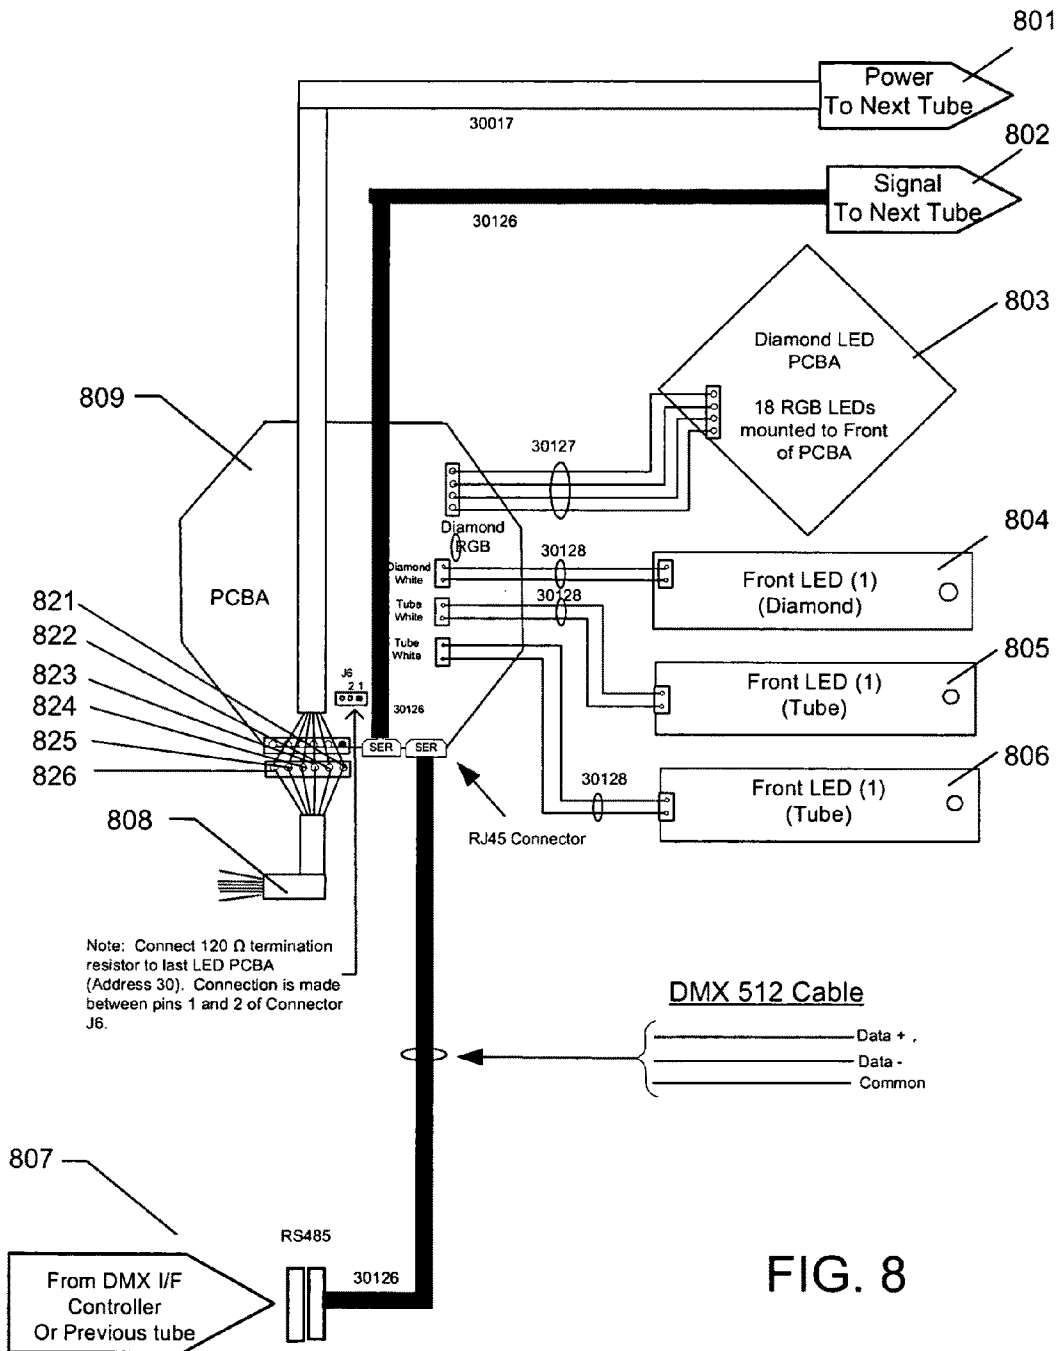 801
Power
To Next Tube
30017
802
Signal
To Next Tube
30126
803
Diamond LED
PCBA
18 RGB LEDs
mounted to Front
of PCBA
809
30127
Diamond
RGB
804
30128
Diamond
White
Front LED (1)
(Diamond)
PCBA
30128
821
Tube
White
822
805
Tube
White
823
Front LED (1)
(Tube)
J6
2 1
824
30126
825
SER
SER
806
826
30128
Front LED (1)
(Tube)
808
RJ45 Connector
Note: Connect 120 Ω termination
resistor to last LED PCBA
(Address 30). Connection is made
between pins 1 and 2 of Connector
J6.
DMX 512 Cable
Data + .
Data -
Common
807
RS485
30126
From DMX I/F
Controller
Or Previous tube
FIG. 8